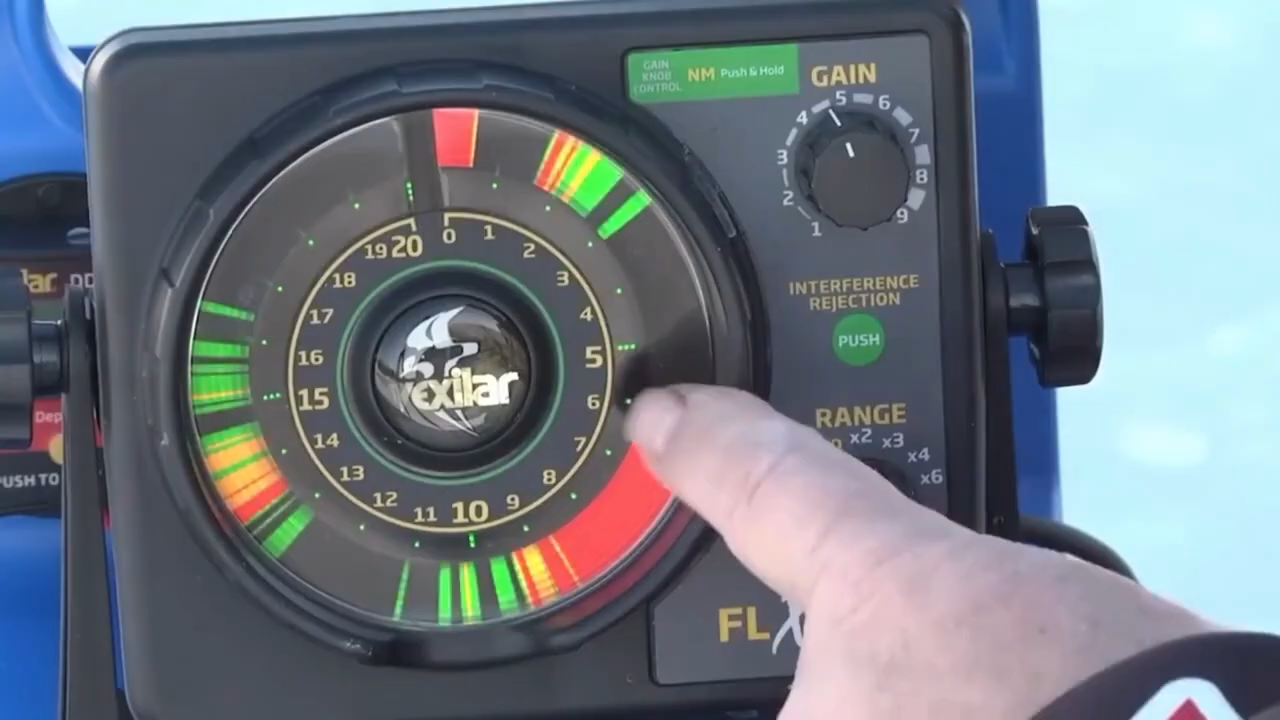 GAIN
KNOB
CONTROL
NM Push & Hold
GAIN
1 2 3 4 5 6 7 8 9
INTERFERENCE
REJECTION
PUSH
RANGE
x2 x3 x4 x6
FL
0 1 2 3 4 5 6 7 8 9 10 11 12 13 14 15 16 17 18 19 20
vexilar
PUSH TO